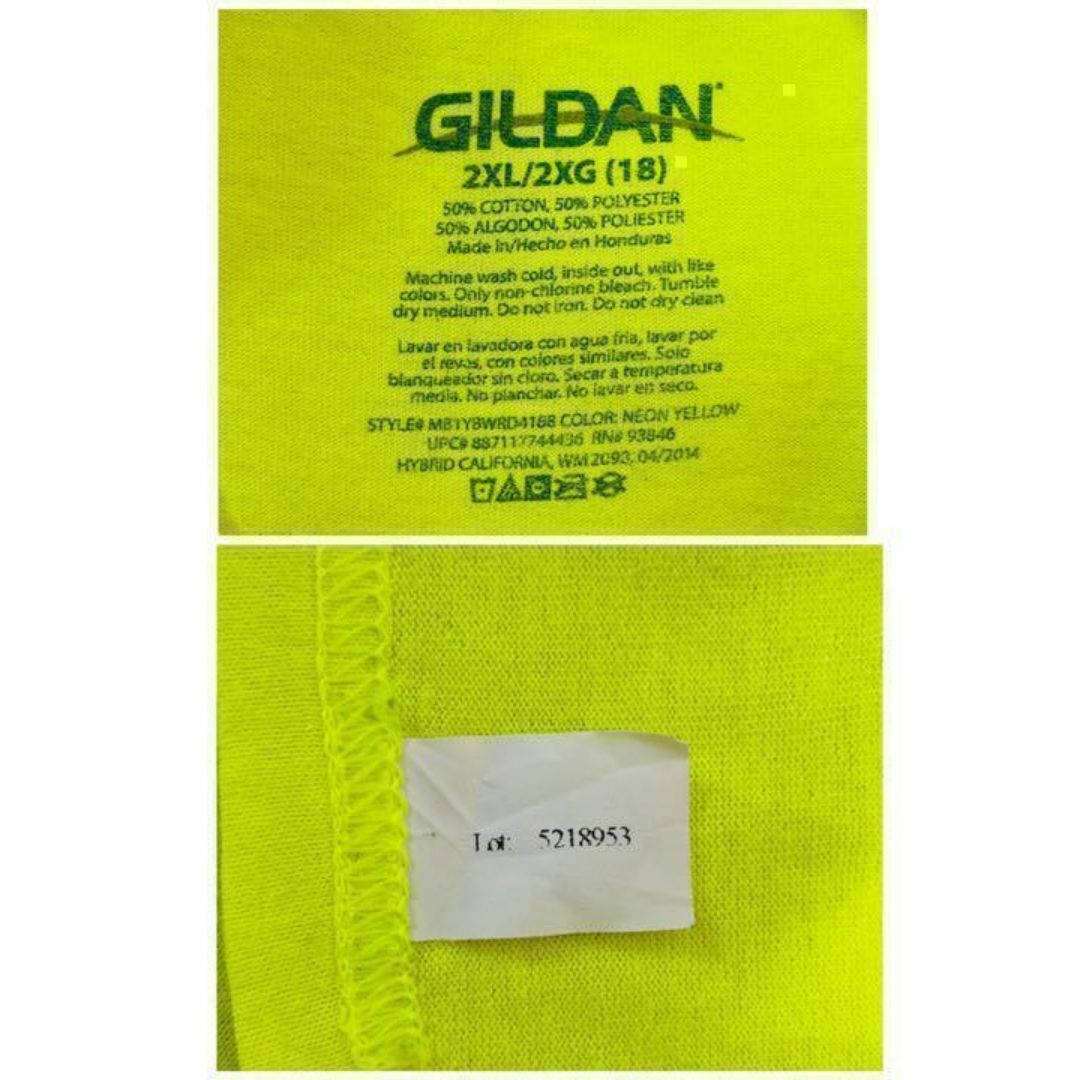 GILDAN
2XL/2XG (18)
50% COTTON, 50% POLYESTER
50% ALGODON, 50% POLIESTER
Made in/Hecho en Honduras
Machine wash cold, inside out, with like
colors. Only non-chlorine bleach. Tumble
dry medium. Do not iron. Do not dry clean
Lavar en lavadora con agua fria, lavar por
el reves, con colores similares. Solo
blanqueador sin cloro. Secar a temperatura
media. No planchar. No lavar en seco.
STYLE# COLOR: NEON YELLOW
UPC# 887117744436 RN# 93846
HYBRID CALIFORNIA, WM 2093, 04/2014
Lot: 5218953